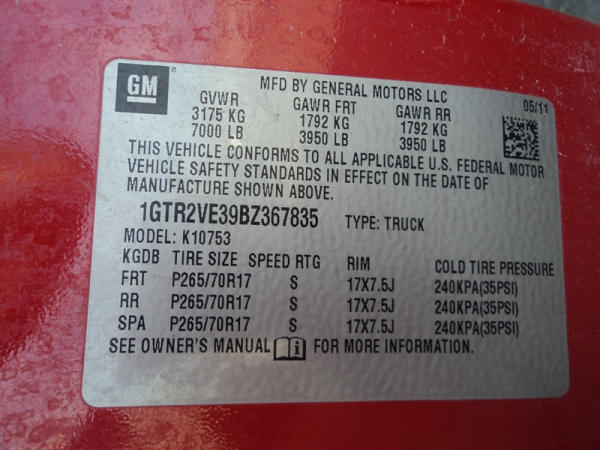 GM
MFD BY GENERAL MOTORS LLC
05/11
GVWR GAWR FRT GAWR RR
3175 KG 1792 KG 1792 KG
7000 LB 3950 LB 3950 LB
THIS VEHICLE CONFORMS TO ALL APPLICABLE U.S. FEDERAL MOTOR
VEHICLE SAFETY STANDARDS IN EFFECT ON THE DATE OF
MANUFACTURE SHOWN ABOVE.
1GTR2VE39BZ367835 TYPE: TRUCK
MODEL: K10753
KGDB TIRE SIZE SPEED RTG RIM COLD TIRE PRESSURE
FRT P265/70R17 S 17X7.5J 240KPA(35PSI)
RR P265/70R17 S 17X7.5J 240KPA(35PSI)
SPA P265/70R17 S 17X7.5J 240KPA(35PSI)
SEE OWNER'S MANUAL i FOR MORE INFORMATION.